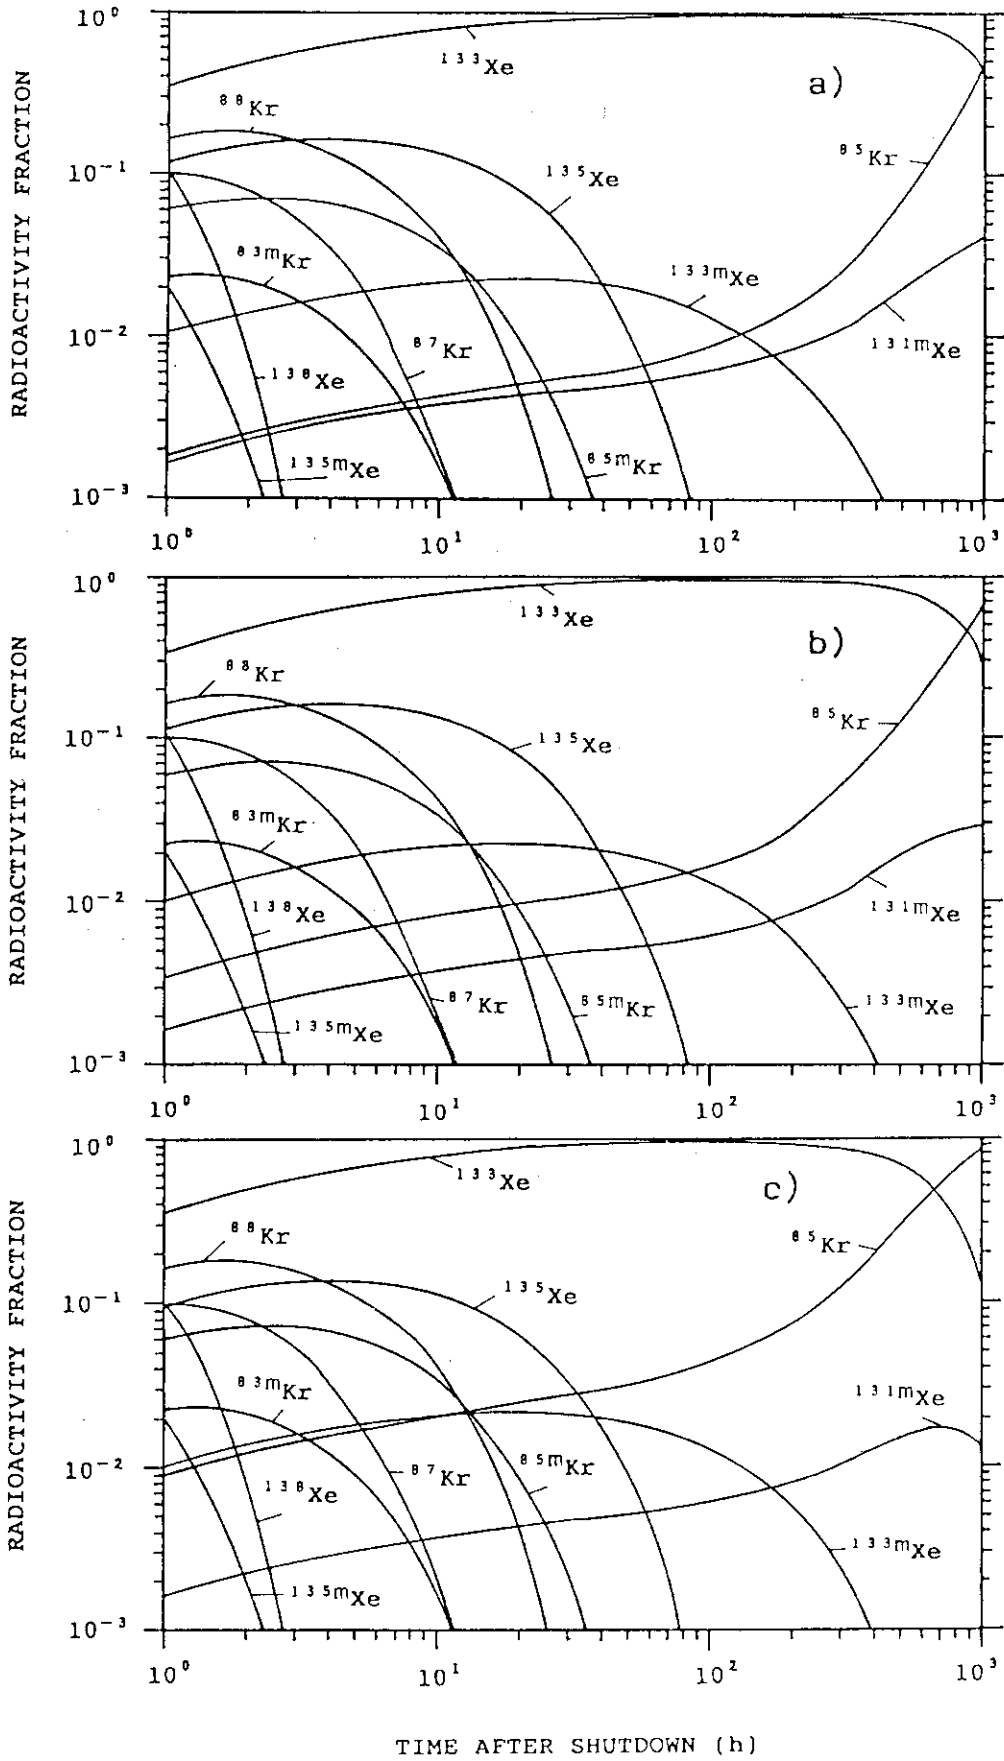 RADIOACTIVITY FRACTION
10⁰
10⁻¹
10⁻²
10⁻³
a)
¹³³Xe
⁸⁸Kr
¹³⁵Xe
⁸⁵Kr
⁸³ᵐKr
¹³³ᵐXe
⁸⁷Kr
¹³¹ᵐXe
¹³⁸Xe
¹³⁵ᵐXe
⁸⁵ᵐKr
10⁰ 10¹ 10² 10³
RADIOACTIVITY FRACTION
10⁰
10⁻¹
10⁻²
10⁻³
b)
¹³³Xe
⁸⁸Kr
⁸⁵Kr
¹³⁵Xe
⁸³ᵐKr
¹³⁸Xe
¹³¹ᵐXe
⁸⁷Kr
⁸⁵ᵐKr
¹³³ᵐXe
¹³⁵ᵐXe
10⁰ 10¹ 10² 10³
RADIOACTIVITY FRACTION
10⁰
10⁻¹
10⁻²
10⁻³
c)
¹³³Xe
⁸⁸Kr
⁸⁵Kr
¹³⁵Xe
⁸³ᵐKr
¹³¹ᵐXe
⁸⁵ᵐKr
⁸⁷Kr
¹³⁸Xe
¹³³ᵐXe
¹³⁵ᵐXe
10⁰ 10¹ 10² 10³
TIME AFTER SHUTDOWN (h)